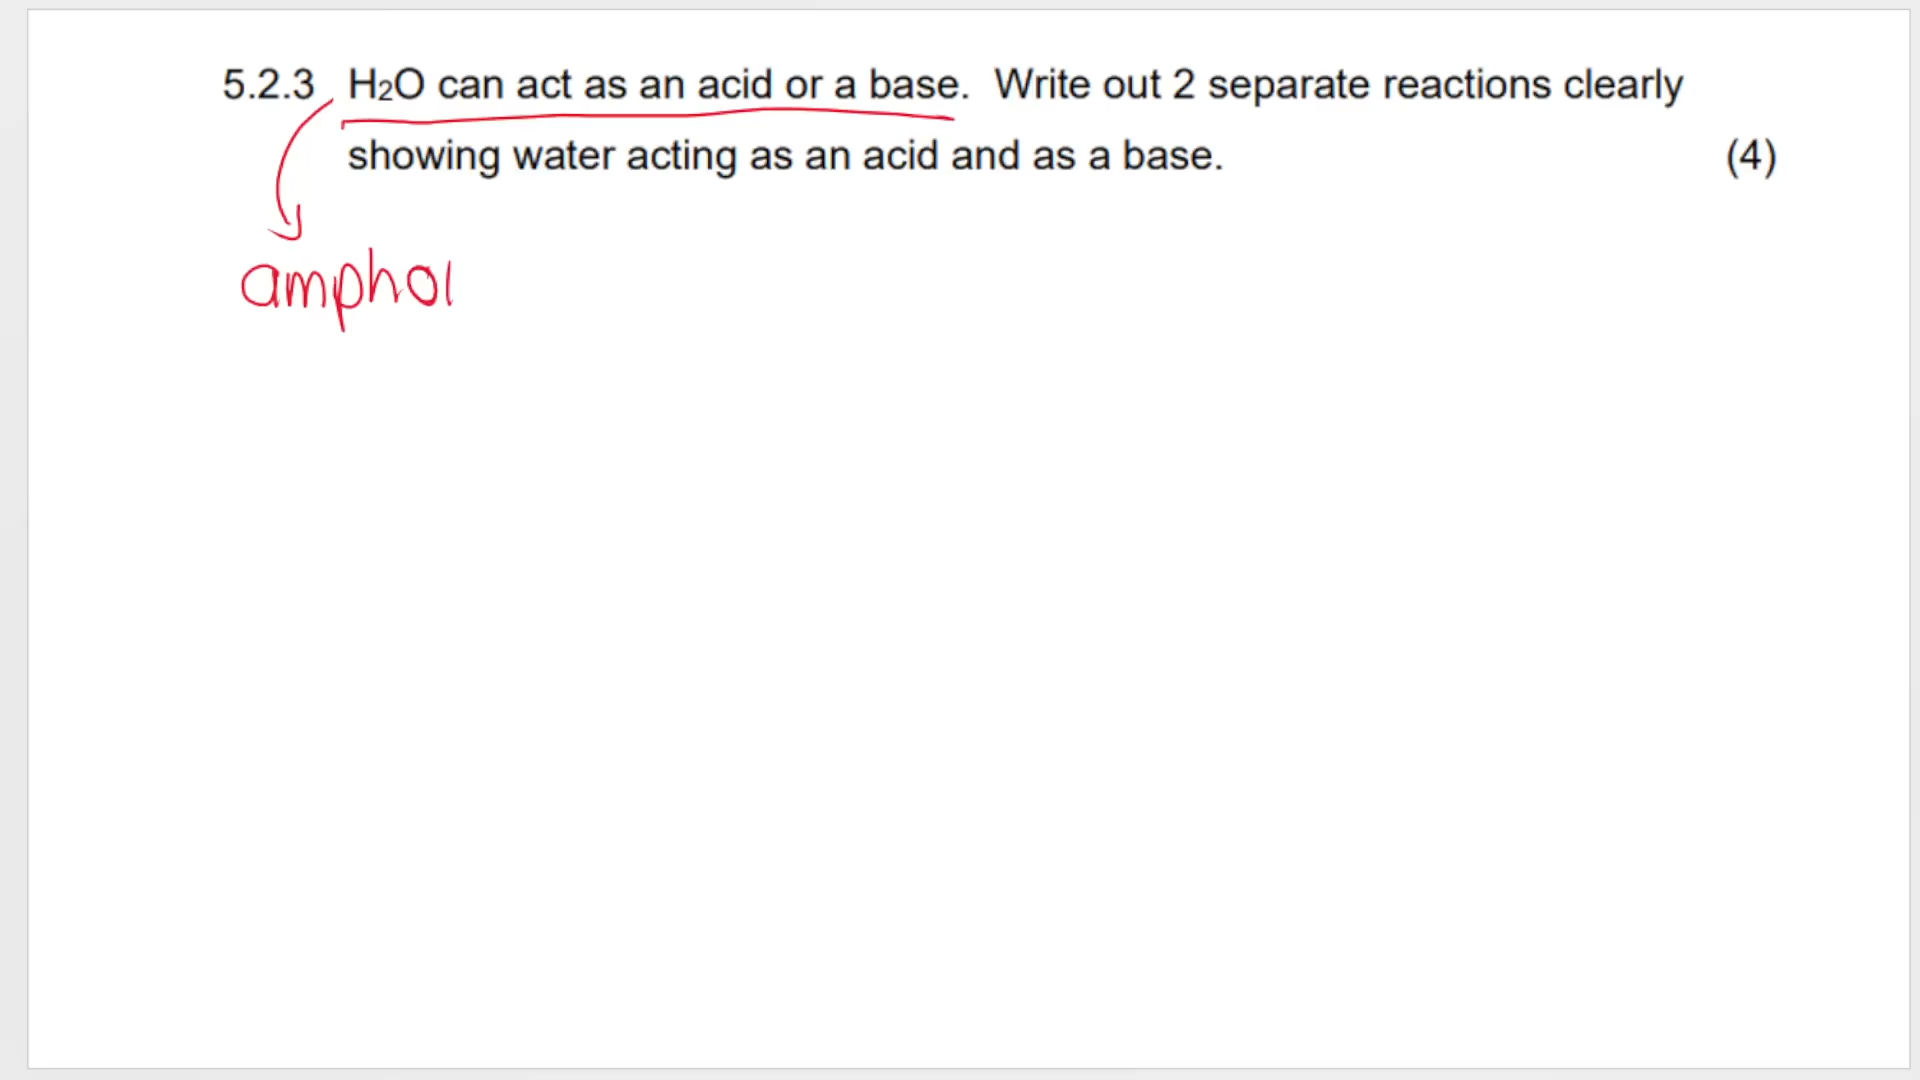 5.2.3 H₂O can act as an acid or a base. Write out 2 separate reactions clearly
showing water acting as an acid and as a base. (4)
amphol